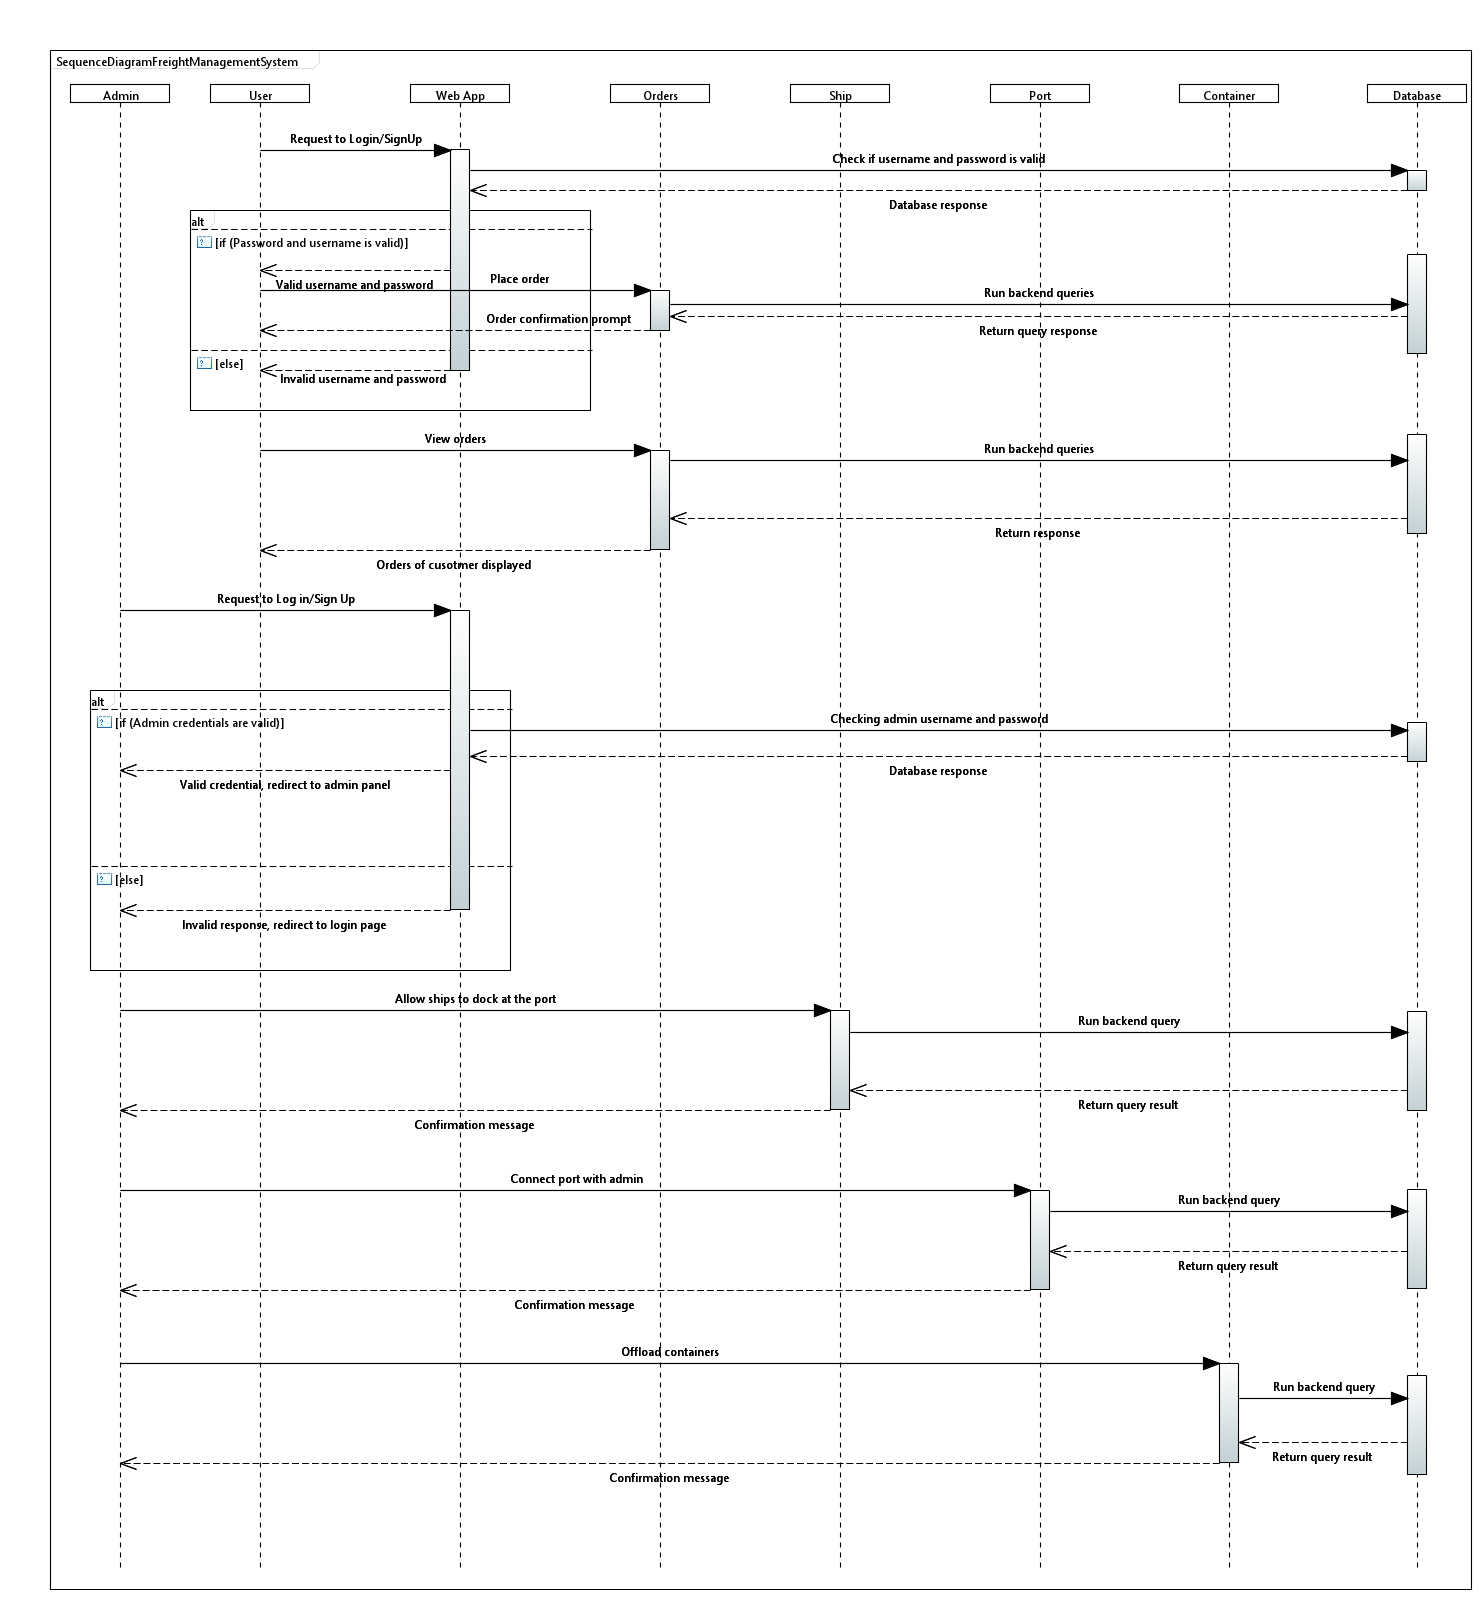 SequenceDiagramFreightManagementSystem
Admin
User
Web App
Orders
Ship
Port
Container
Database
Request to Login/SignUp
Check if username and password is valid
Database response
alt
? [if (Password and username is valid)]
Valid username and password
Place order
Run backend queries
Order confirmation prompt
Return query response
? [else]
Invalid username and password
View orders
Run backend queries
Return response
Orders of cusotmer displayed
Request to Log in/Sign Up
alt
? [if (Admin credentials are valid)]
Checking admin username and password
Database response
Valid credential, redirect to admin panel
? [else]
Invalid response, redirect to login page
Allow ships to dock at the port
Run backend query
Return query result
Confirmation message
Connect port with admin
Run backend query
Return query result
Confirmation message
Offload containers
Run backend query
Return query result
Confirmation message